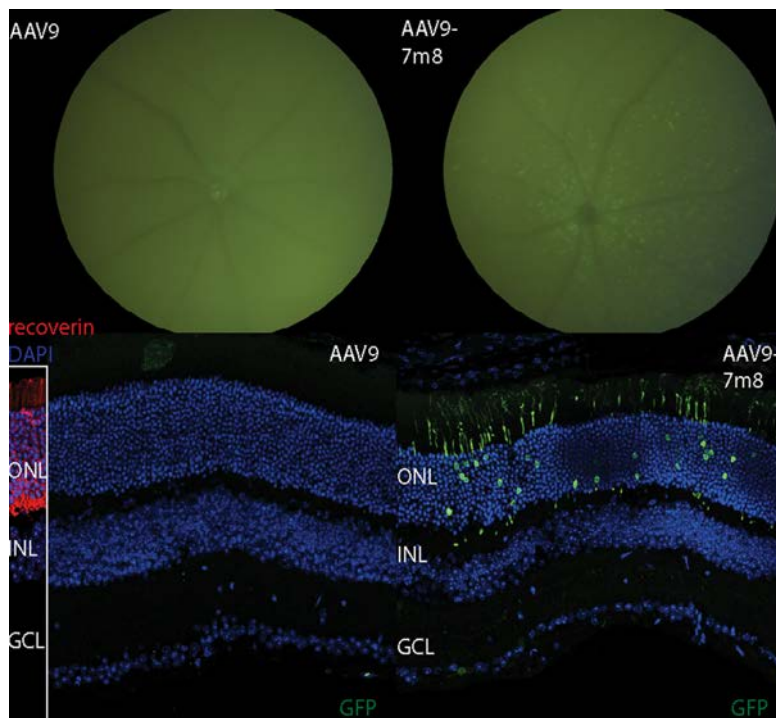 AAV9
AAV9-
7m8
recoverin
DAPI
AAV9
AAV9-
7m8
ONL
ONL
INL
INL
GCL
GCL
GFP
GFP